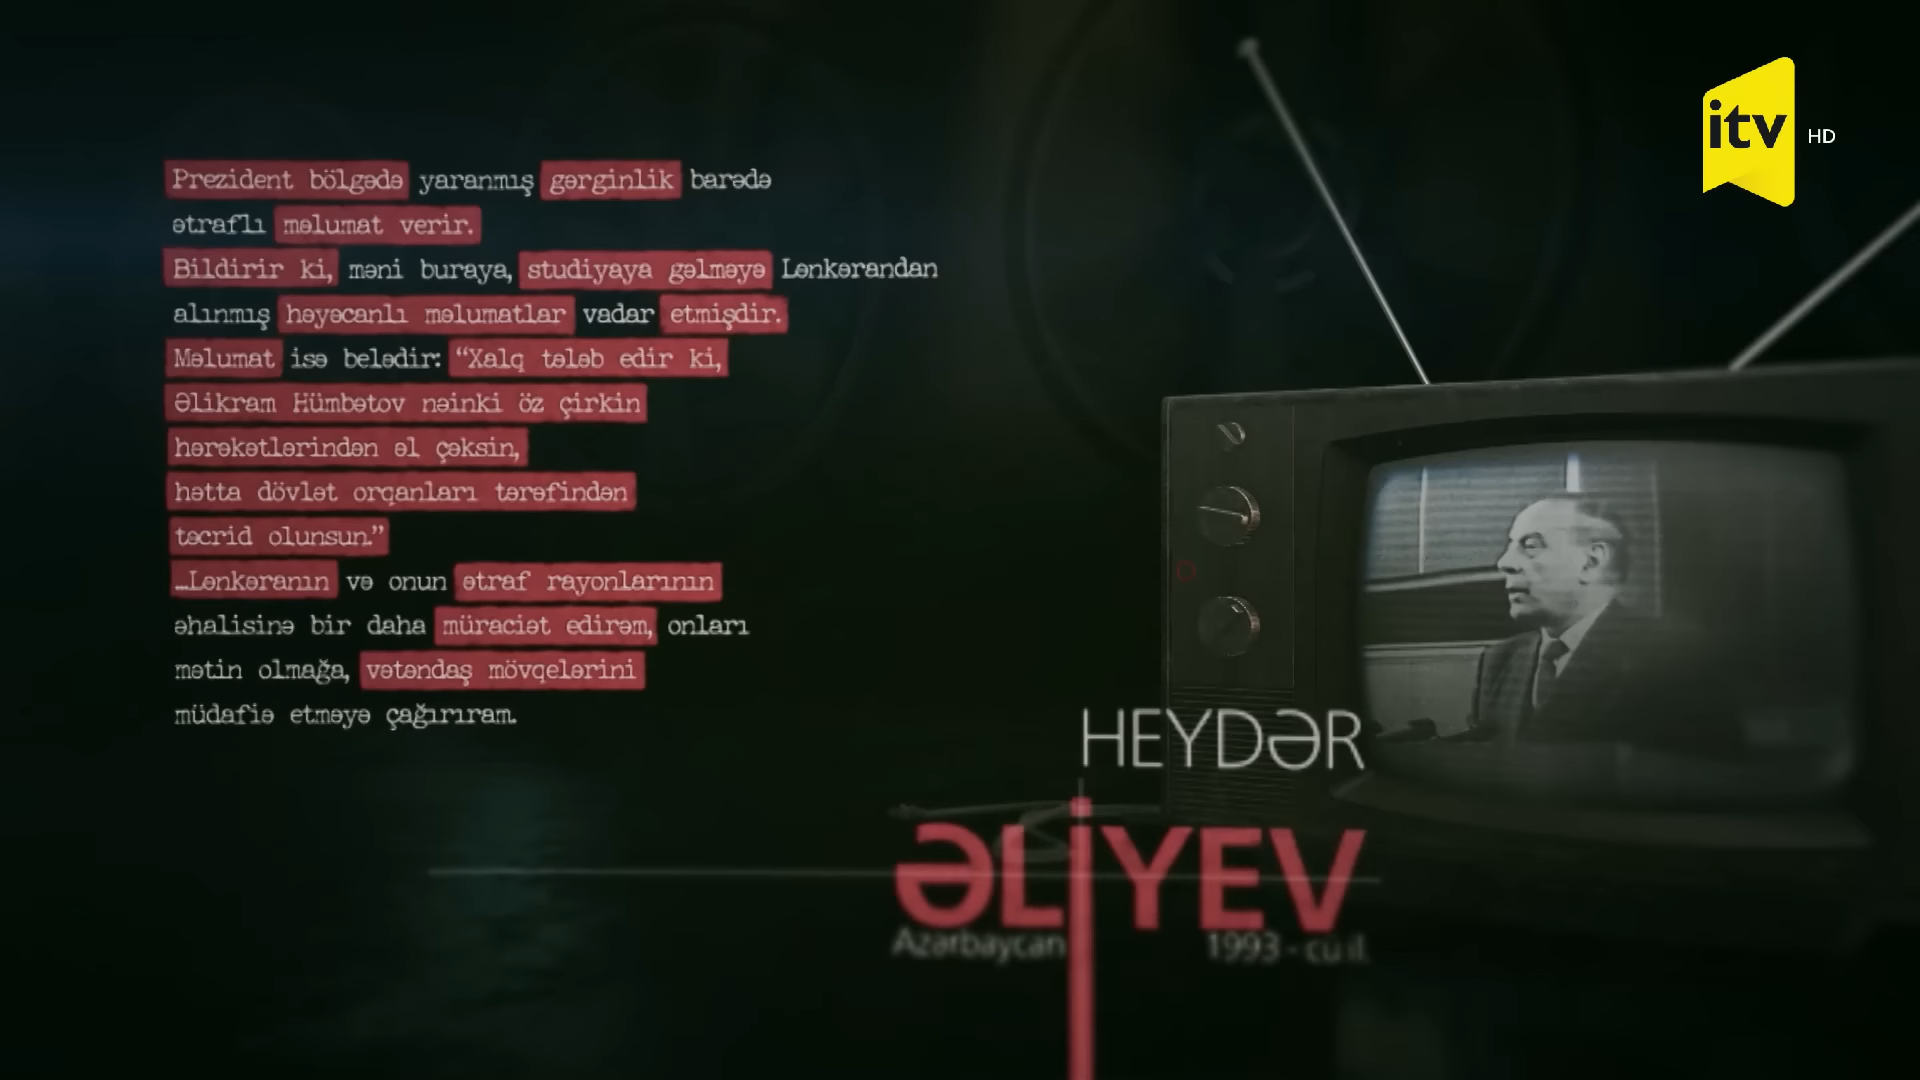 Prezident bölgədə yaranmış gərginlik barədə
ətraflı məlumat verir.
Bildirir ki, məni buraya, studiyaya gəlməyə Lənkərandan
alınmış həyəcanlı məlumatlar vadar etmişdir.
Məlumat isə belədir: “Xalq tələb edir ki,
Əlikram Hümbətov nəinki öz çirkin
hərəkətlərindən əl çəksin,
hətta dövlət orqanları tərəfindən
təcrid olunsun.”
...Lənkəranın və onun ətraf rayonlarının
əhalisinə bir daha müraciət edirəm, onları
mətin olmağa, vətəndaş mövqelərini
müdafiə etməyə çağırıram.
itv HD
HEYDƏR
ƏLİYEV
Azərbaycan 1993-cü il.